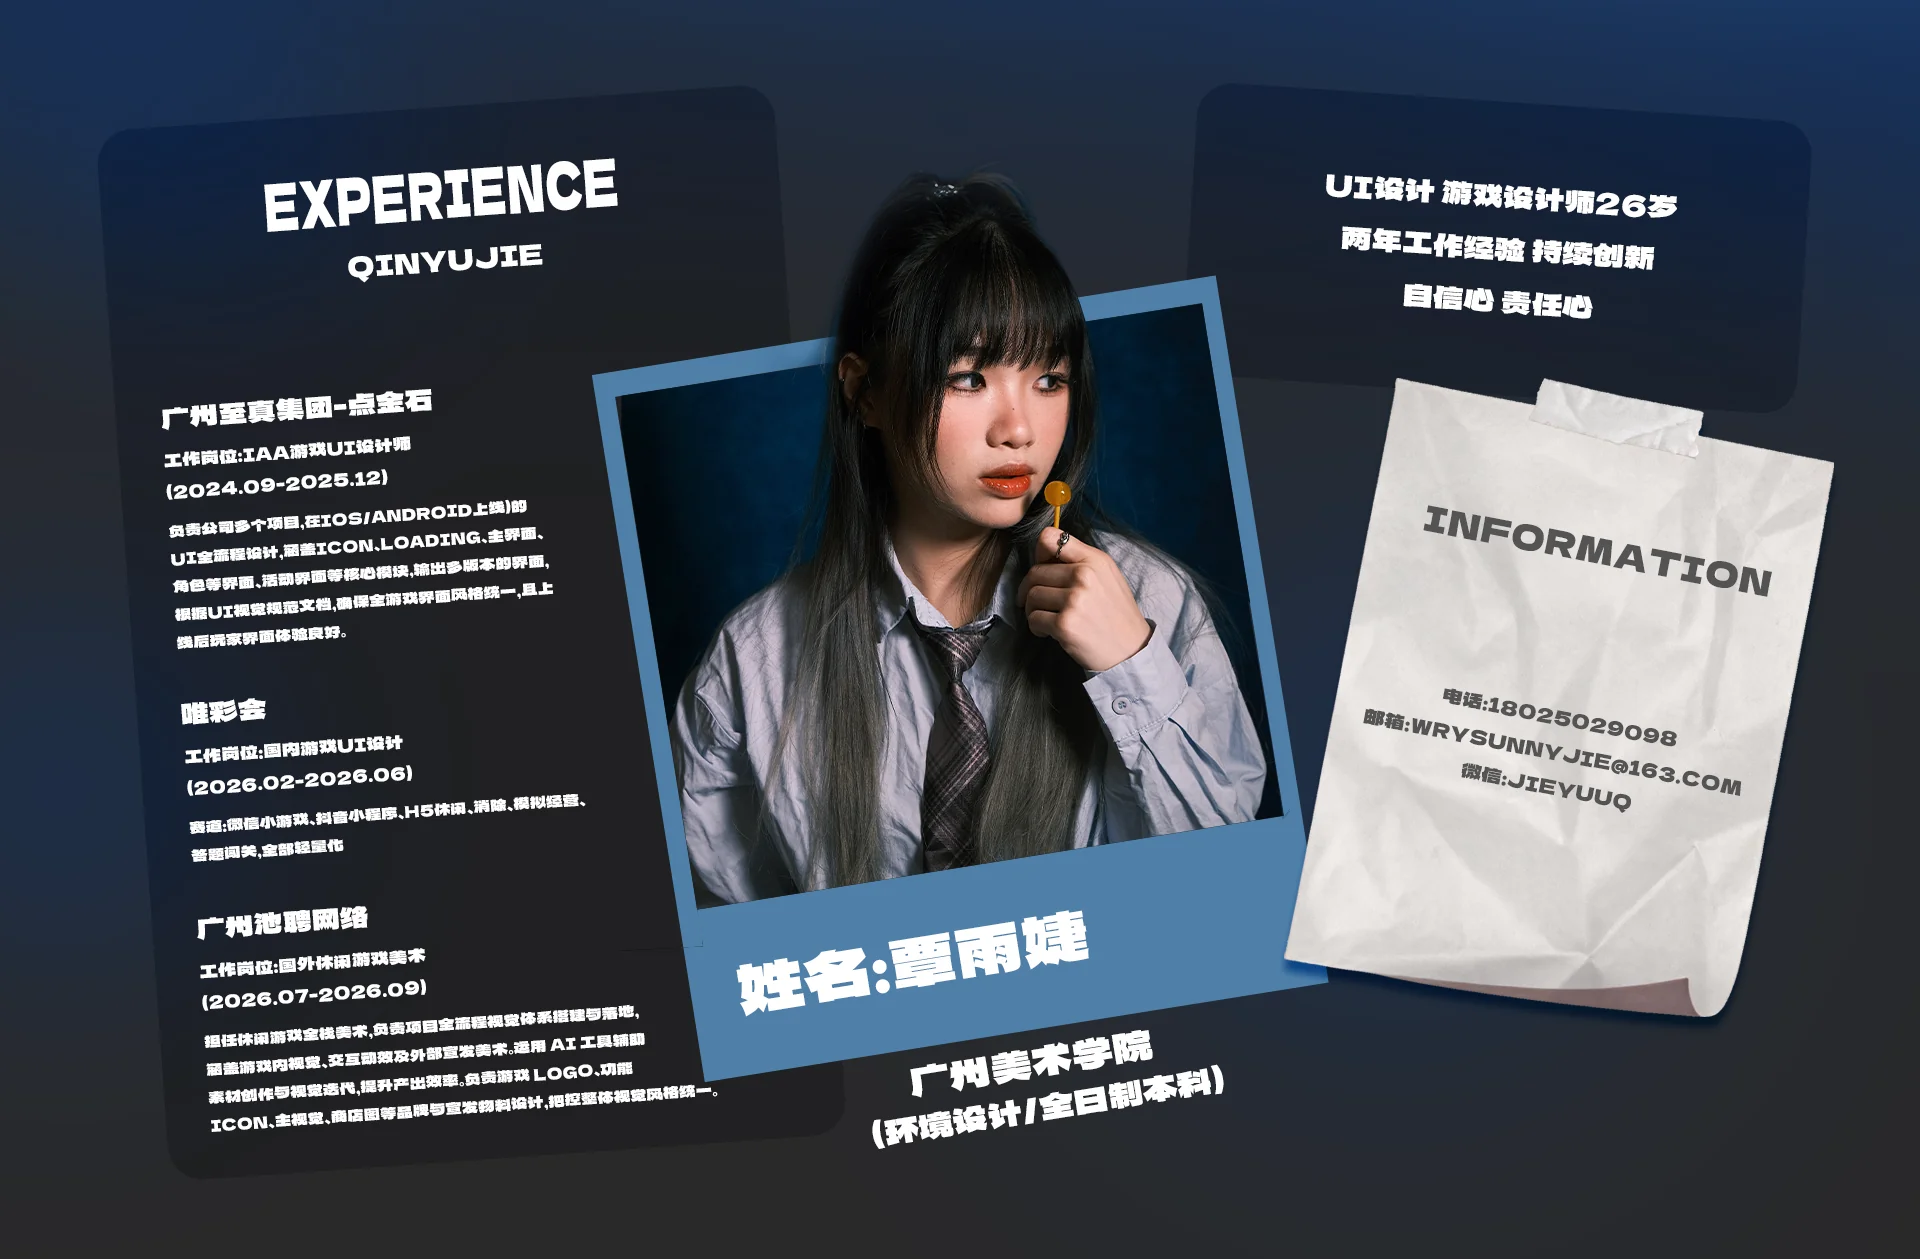 EXPERIENCE
QINYUJIE
广州至真集团-点金石
工作岗位:IAA游戏UI设计师
(2024.09-2025.12)
负责公司多个项目,在IOS/ANDROID上线)的
UI全流程设计,涵盖ICON、LOADING、主界面、
角色等界面、活动界面等核心模块,输出多版本的界面,
根据UI视觉规范文档,确保全游戏界面风格统一,且上
线后玩家界面体验良好。
唯彩会
工作岗位:国内游戏UI设计
(2026.02-2026.06)
赛道:微信小游戏、抖音小程序、H5休闲、消除、模拟经营、
答题闯关,全部轻量化
广州池聘网络
工作岗位:国外休闲游戏美术
(2026.07-2026.09)
担任休闲游戏全栈美术,负责项目全流程视觉体系搭建与落地,
涵盖游戏内视觉、交互动效及外部宣发美术。运用 AI 工具辅助
素材创作与视觉迭代,提升产出效率。负责游戏 LOGO、功能
ICON、主视觉、商店图等品牌与宣发物料设计,把控整体视觉风格统一。
姓名:覃雨婕
广州美术学院
(环境设计/全日制本科)
UI设计 游戏设计师26岁
两年工作经验 持续创新
自信心 责任心
INFORMATION
电话:18025029098
邮箱:WRYSUNNYJIE@163.COM
微信:JIEYUUQ